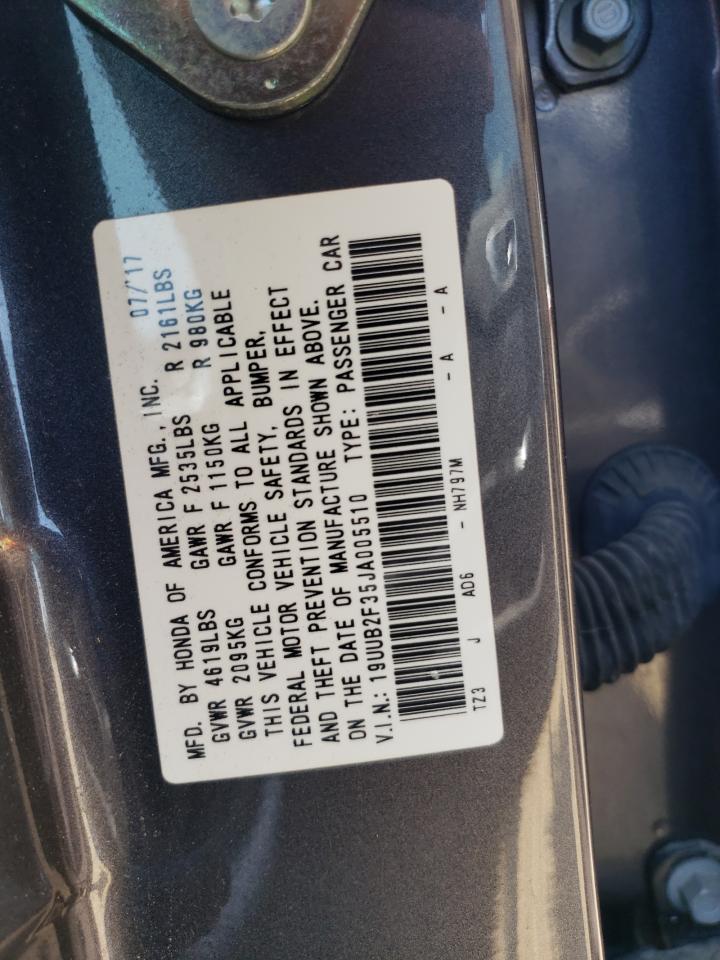 MFD. BY HONDA OF AMERICA MFG., INC. 07/'17
GVWR 4619LBS GAWR F 2535LBS R 2161LBS
GVWR 2095KG GAWR F 1150KG R 980KG
THIS VEHICLE CONFORMS TO ALL APPLICABLE
FEDERAL MOTOR VEHICLE SAFETY, BUMPER,
AND THEFT PREVENTION STANDARDS IN EFFECT
ON THE DATE OF MANUFACTURE SHOWN ABOVE.
V.I.N.: 19UUB2F35JA005510 TYPE: PASSENGER CAR
TZ3 J AD6 - NH797M - A - A